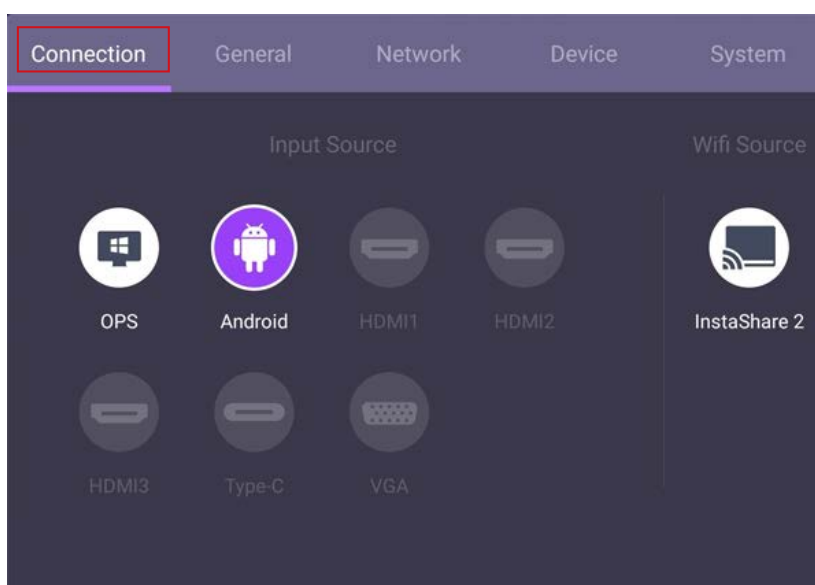 Connection General Network Device System
Input Source Wifi Source
OPS Android HDMI1 HDMI2 InstaShare 2
HDMI3 Type-C VGA